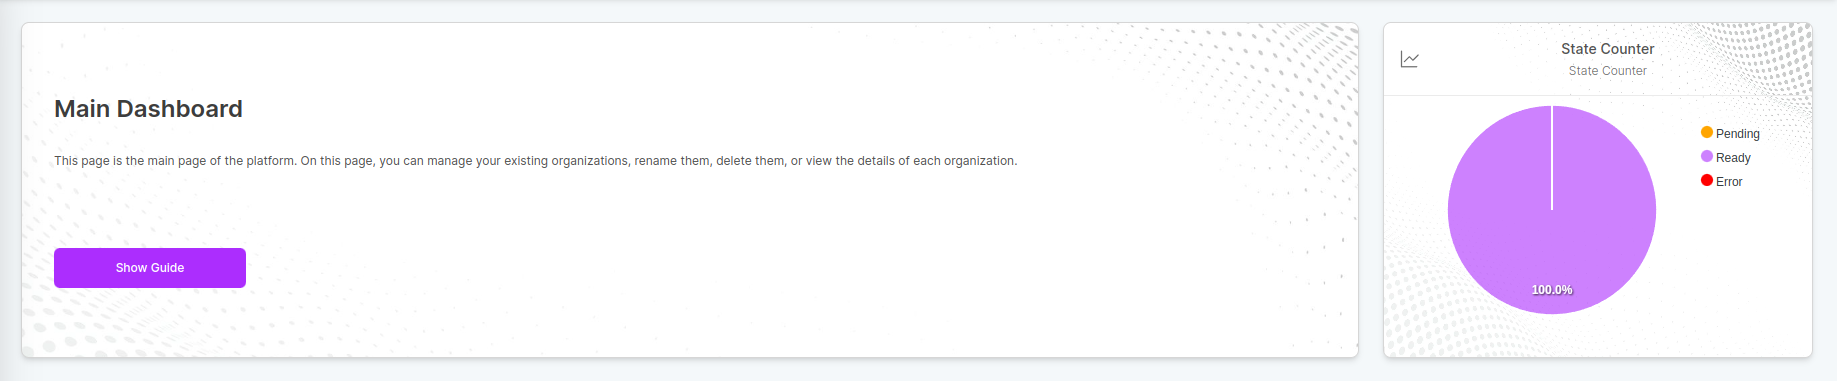 Main Dashboard
This page is the main page of the platform. On this page, you can manage your existing organizations, rename them, delete them, or view the details of each organization.
Show Guide
State Counter
State Counter
Pending
Ready
Error
100.0%